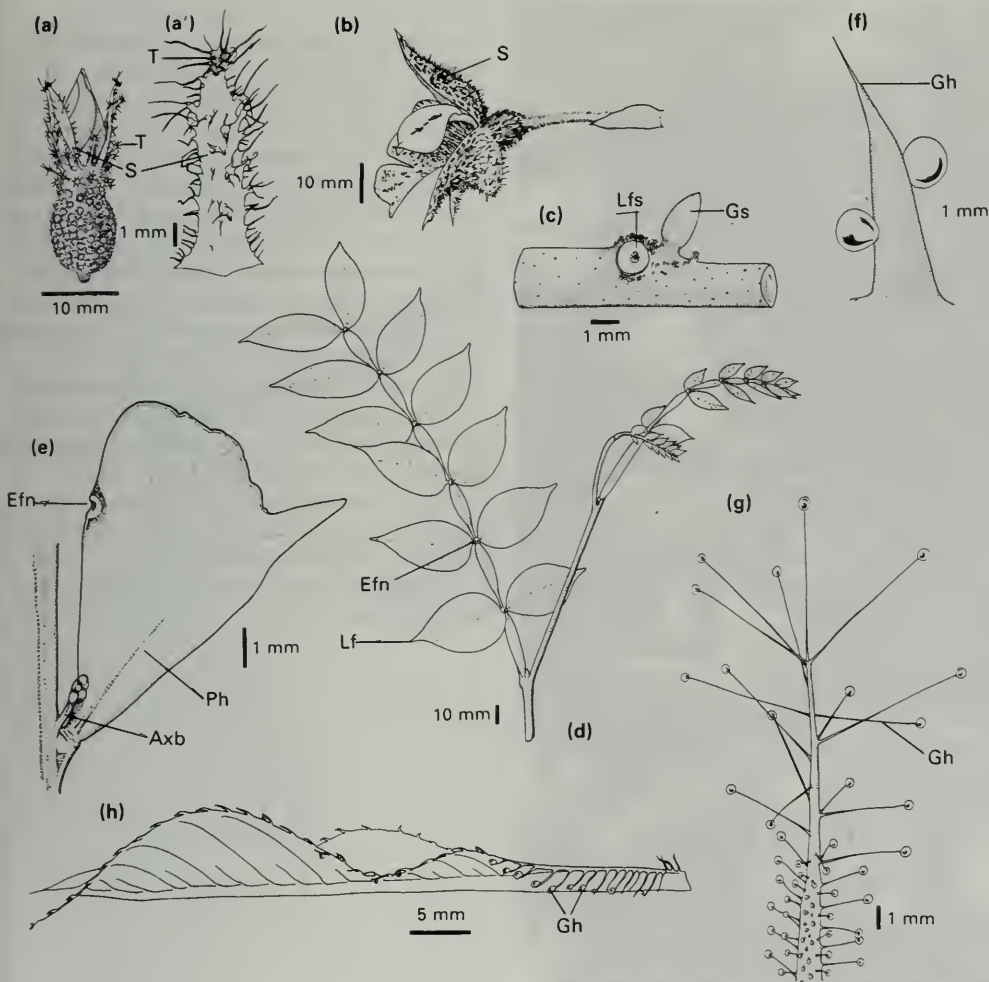 (a)
(a')
(b)
(f)
T
S
Gh
T
S
10 mm
1 mm
10 mm
(c)
Lfs
Gs
1 mm
1 mm
(e)
Efn
(g)
Efn
Lf
1 mm
Ph
Axb
10 mm
(d)
Gh
(h)
5 mm
Gh
1 mm